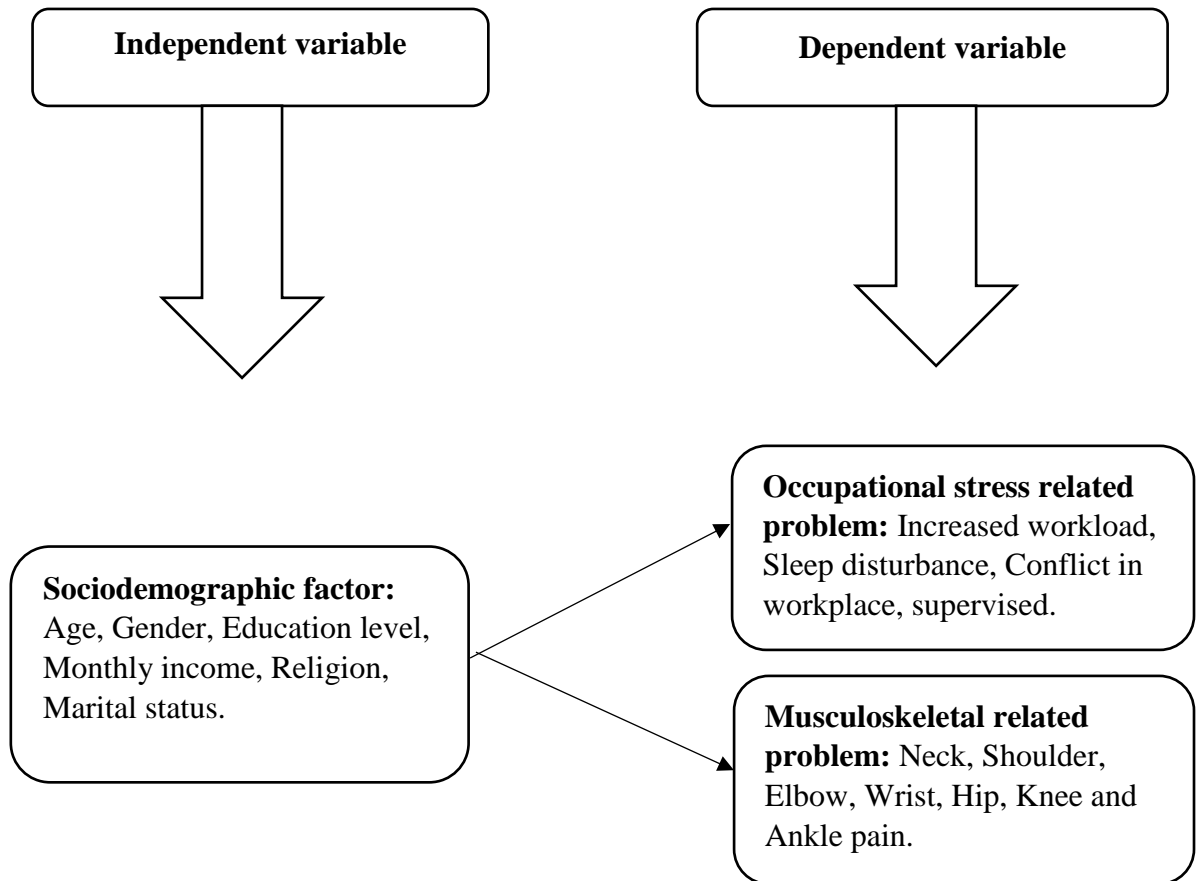 Independent variable
Dependent variable
Occupational stress related
problem: Increased workload,
Sleep disturbance, Conflict in
workplace, supervised.
Sociodemographic factor:
Age, Gender, Education level,
Monthly income, Religion,
Marital status.
Musculoskeletal related
problem: Neck, Shoulder,
Elbow, Wrist, Hip, Knee and
Ankle pain.